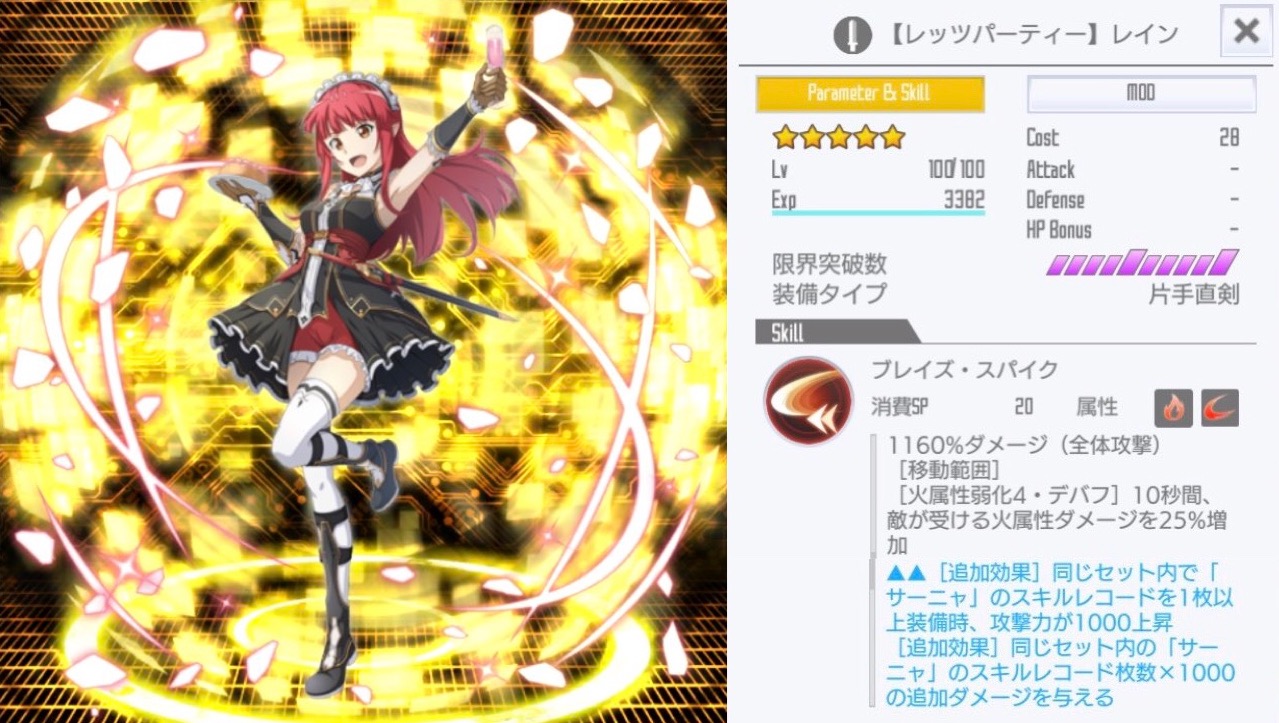 【レッツパーティー】レイン
Parameter & Skill
MOD
Lv 100/100
Exp 3382
Cost 28
Attack -
Defense -
HP Bonus -
限界突破数
装備タイプ 片手直剣
Skill
ブレイズ・スパイク
消費SP 20 属性
1160%ダメージ（全体攻撃）
［移動範囲］
［火属性弱化4・デバフ］10秒間、
敵が受ける火属性ダメージを25%増
加
▲▲［追加効果］同じセット内で「
サーニャ」のスキルレコードを1枚以
上装備時、攻撃力が1000上昇
［追加効果］同じセット内の「サー
ニャ」のスキルレコード枚数×1000
の追加ダメージを与える